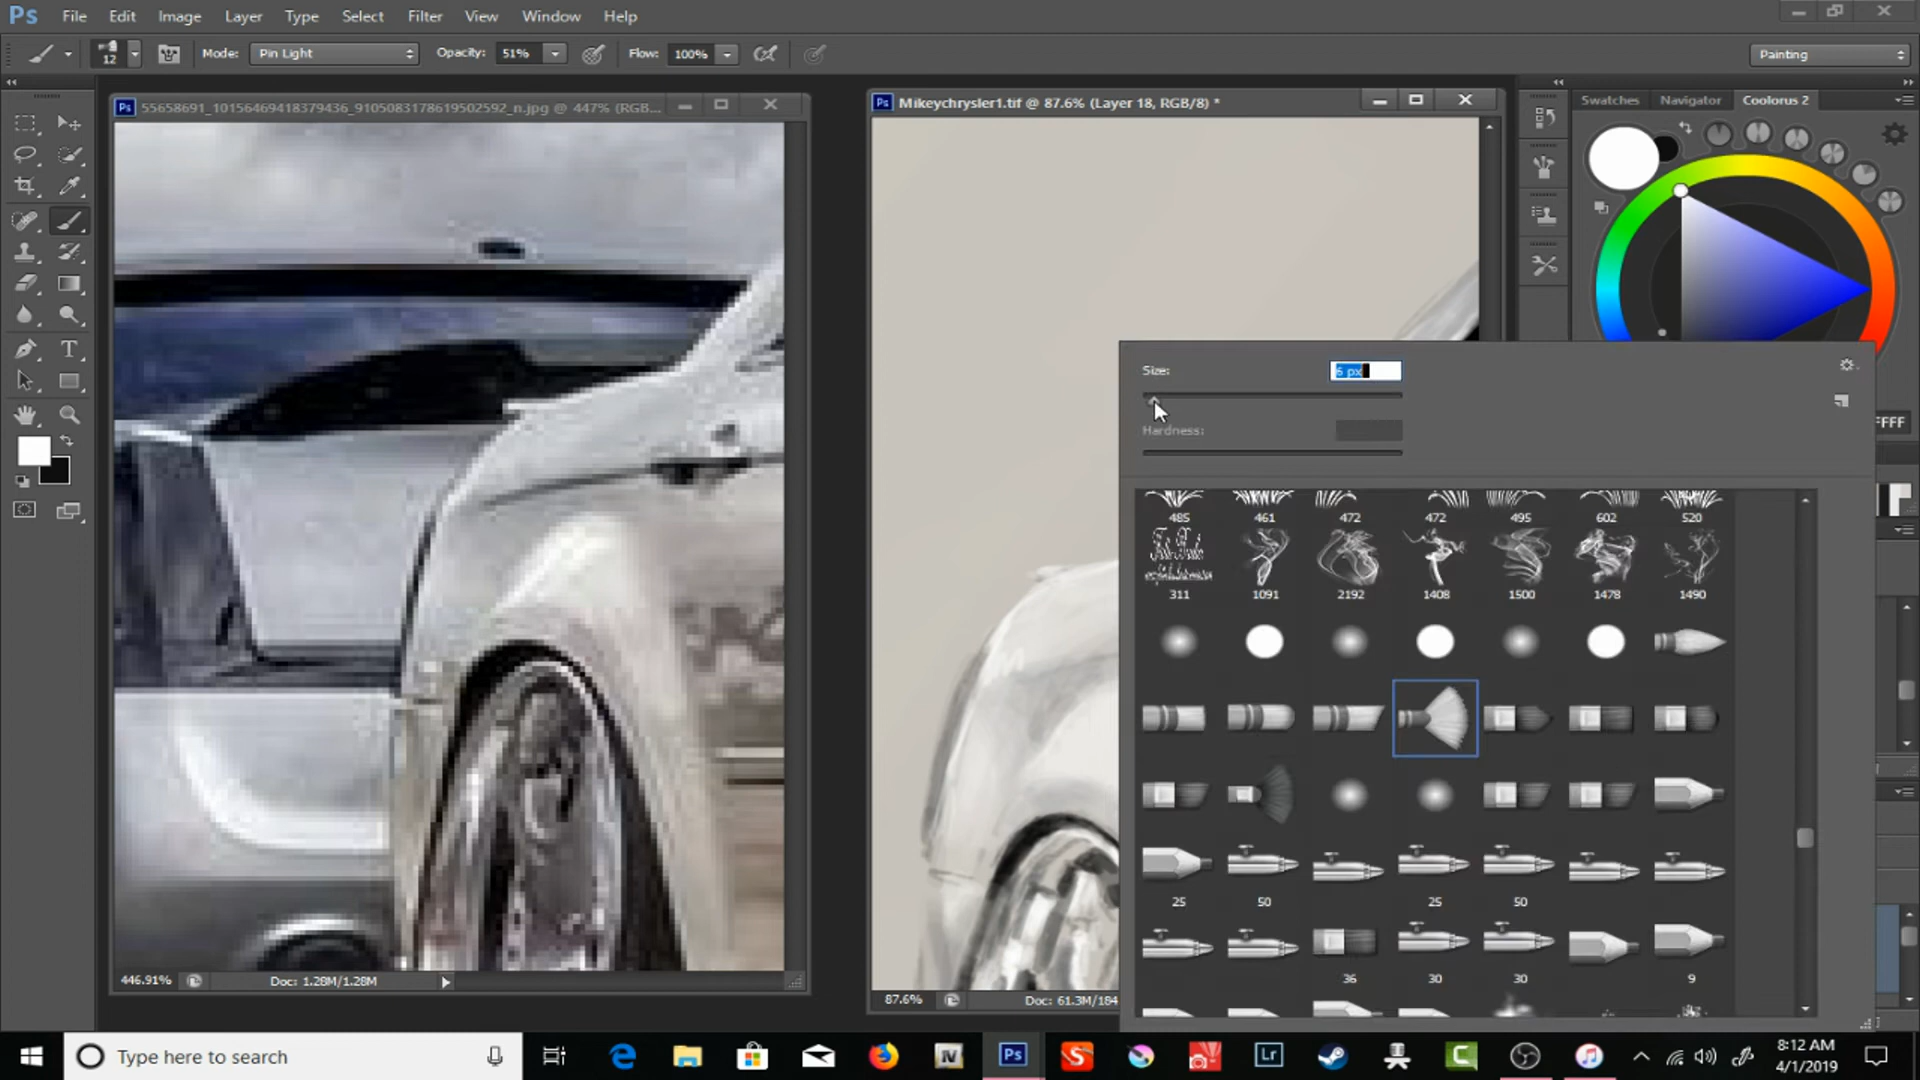 Ps File Edit Image Layer Type Select Filter View Window Help
12 Mode: Pin Light Opacity: 51% Flow: 100% Painting
Ps 55658691_10156469418379436_9105083178619502592_n.jpg @ 447% (RGB...
Ps Mikeychrysler1.tif @ 87.6% (Layer 18, RGB/8) *
Swatches Navigator Coolorus 2
T
Size: 6 px
Hardness:
FFFF
485 461 472 472 495 602 520
311 1091 2192 1408 1500 1478 1490
25 50 25 50
36 30 30 9
446.91% Doc: 1.28M/1.28M
87.6% Doc: 61.3M/184
Type here to search
Ps
Lr
8:12 AM
4/1/2019